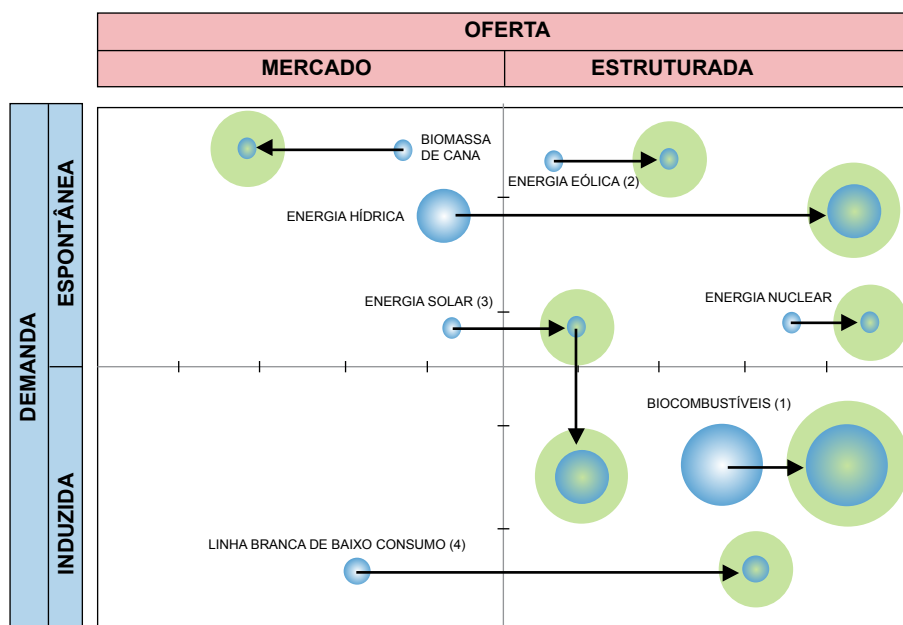 OFERTA
MERCADO
ESTRUTURADA
DEMANDA
ESPONTÂNEA
INDUZIDA
BIOMASSA
DE CANA
ENERGIA EÓLICA (2)
ENERGIA HÍDRICA
ENERGIA SOLAR (3)
ENERGIA NUCLEAR
BIOCOMBUSTÍVEIS (1)
LINHA BRANCA DE BAIXO CONSUMO (4)